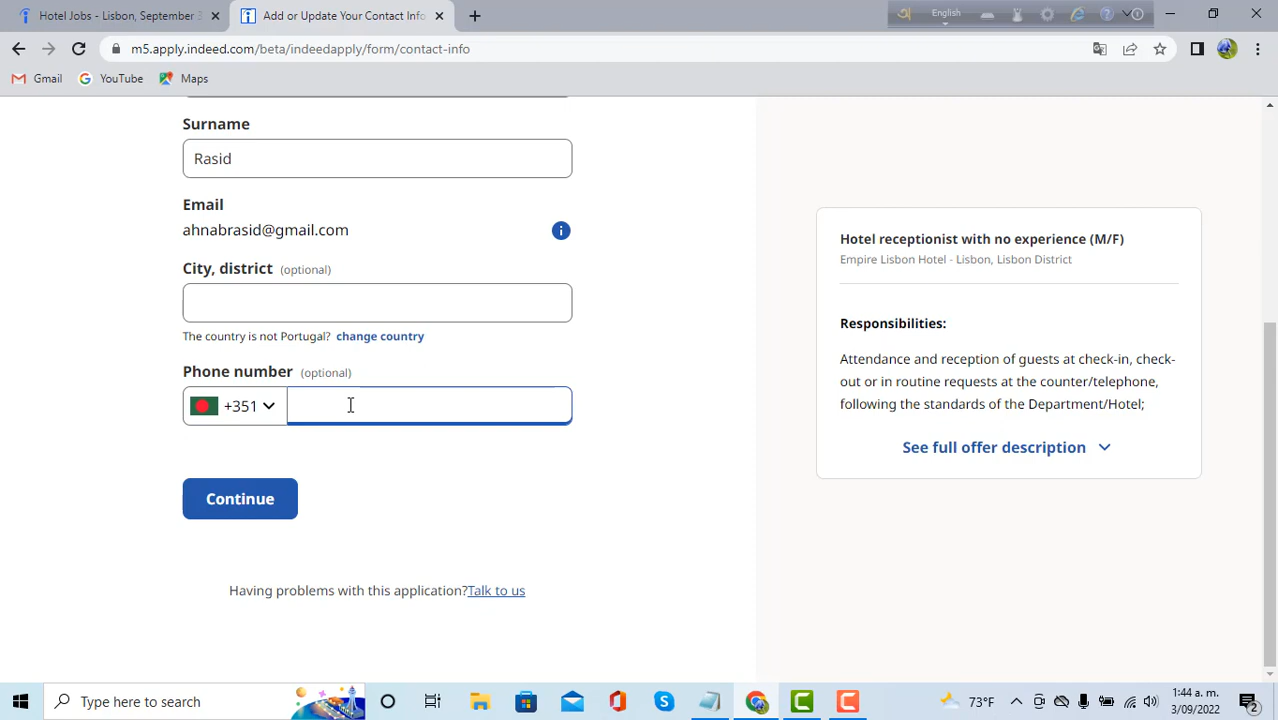 Hotel Jobs - Lisbon, September 3
Add or Update Your Contact Info
English
m5.apply.indeed.com/beta/indeedapply/form/contact-info
Gmail
YouTube
Maps
Surname
Rasid
Email
ahnabrasid@gmail.com
City, district (optional)
The country is not Portugal? change country
Phone number (optional)
+351
Continue
Having problems with this application?Talk to us
Hotel receptionist with no experience (M/F)
Empire Lisbon Hotel - Lisbon, Lisbon District
Responsibilities:
Attendance and reception of guests at check-in, check-
out or in routine requests at the counter/telephone,
following the standards of the Department/Hotel;
See full offer description
Type here to search
73°F
1:44 a. m.
3/09/2022
2